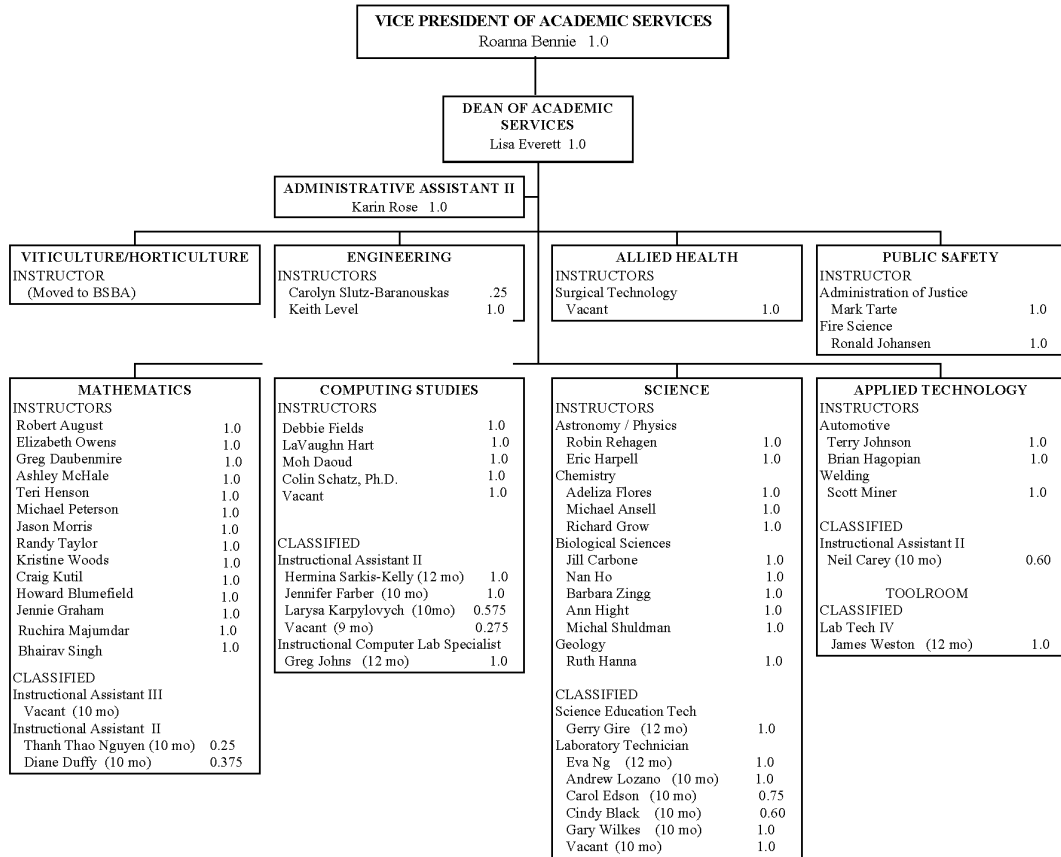 VICE PRESIDENT OF ACADEMIC SERVICES
Roanna Bennie 1.0
DEAN OF ACADEMIC
SERVICES
Lisa Everett 1.0
ADMINISTRATIVE ASSISTANT II
Karin Rose 1.0
VITICULTURE/HORTICULTURE
INSTRUCTOR
(Moved to BSBA)
ENGINEERING
INSTRUCTORS
Carolyn Slutz-Baranouskas .25
Keith Level 1.0
ALLIED HEALTH
INSTRUCTORS
Surgical Technology
Vacant 1.0
PUBLIC SAFETY
INSTRUCTOR
Administration of Justice
Mark Tarte 1.0
Fire Science
Ronald Johansen 1.0
MATHEMATICS
INSTRUCTORS
Robert August 1.0
Elizabeth Owens 1.0
Greg Daubenmire 1.0
Ashley McHale 1.0
Teri Henson 1.0
Michael Peterson 1.0
Jason Morris 1.0
Randy Taylor 1.0
Kristine Woods 1.0
Craig Kutil 1.0
Howard Blumefield 1.0
Jennie Graham 1.0
Ruchira Majumdar 1.0
Bhairav Singh 1.0
CLASSIFIED
Instructional Assistant III
Vacant (10 mo)
Instructional Assistant II
Thanh Thao Nguyen (10 mo) 0.25
Diane Duffy (10 mo) 0.375
COMPUTING STUDIES
INSTRUCTORS
Debbie Fields 1.0
LaVaughn Hart 1.0
Moh Daoud 1.0
Colin Schatz, Ph.D. 1.0
Vacant 1.0
CLASSIFIED
Instructional Assistant II
Hermina Sarkis-Kelly (12 mo) 1.0
Jennifer Farber (10 mo) 1.0
Larysa Karpylovych (10mo) 0.575
Vacant (9 mo) 0.275
Instructional Computer Lab Specialist
Greg Johns (12 mo) 1.0
SCIENCE
INSTRUCTORS
Astronomy / Physics
Robin Rehagen 1.0
Eric Harpell 1.0
Chemistry
Adeliza Flores 1.0
Michael Ansell 1.0
Richard Grow 1.0
Biological Sciences
Jill Carbone 1.0
Nan Ho 1.0
Barbara Zingg 1.0
Ann Hight 1.0
Michal Shuldman 1.0
Geology
Ruth Hanna 1.0
CLASSIFIED
Science Education Tech
Gerry Gire (12 mo) 1.0
Laboratory Technician
Eva Ng (12 mo) 1.0
Andrew Lozano (10 mo) 1.0
Carol Edson (10 mo) 0.75
Cindy Black (10 mo) 0.60
Gary Wilkes (10 mo) 1.0
Vacant (10 mo) 1.0
APPLIED TECHNOLOGY
INSTRUCTORS
Automotive
Terry Johnson 1.0
Brian Hagopian 1.0
Welding
Scott Miner 1.0
CLASSIFIED
Instructional Assistant II
Neil Carey (10 mo) 0.60
TOOLROOM
CLASSIFIED
Lab Tech IV
James Weston (12 mo) 1.0